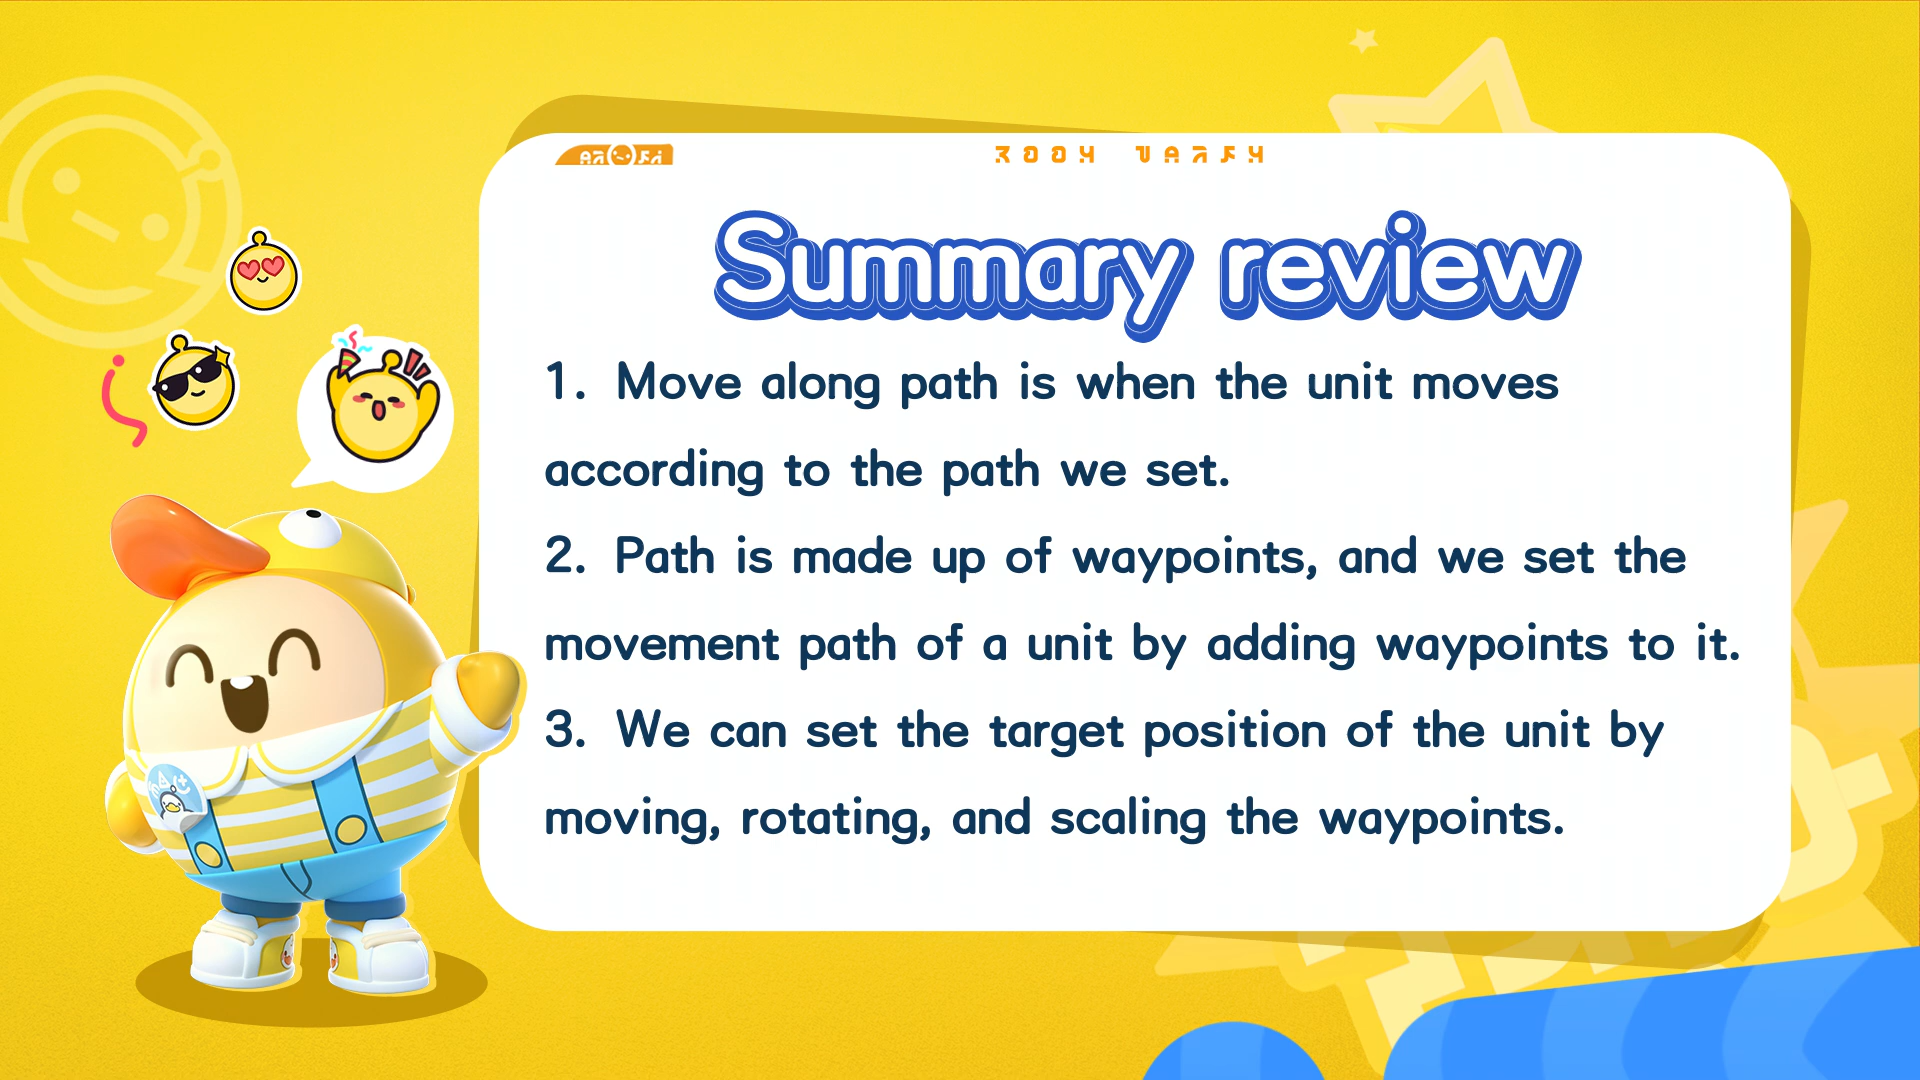 Summary review
1. Move along path is when the unit moves
according to the path we set.
2. Path is made up of waypoints, and we set the
movement path of a unit by adding waypoints to it.
3. We can set the target position of the unit by
moving, rotating, and scaling the waypoints.